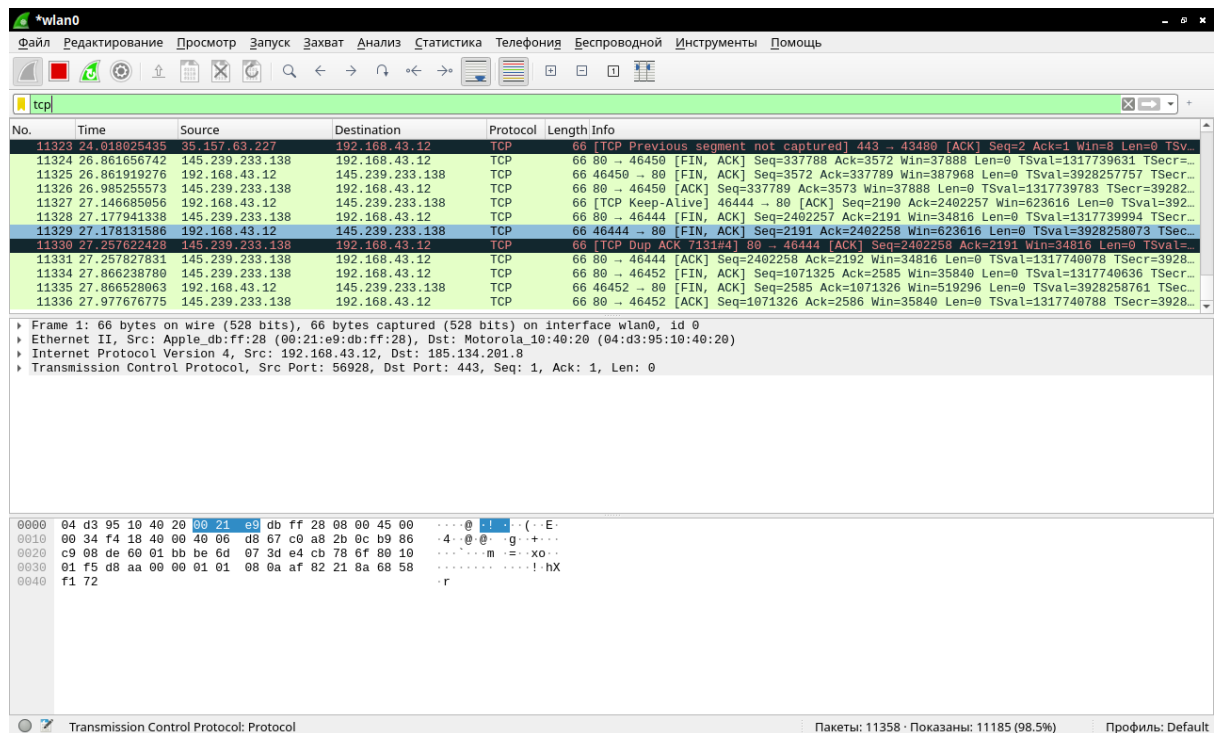 *wlan0
Файл Редактирование Просмотр Запуск Захват Анализ Статистика Телефония Беспроводной Инструменты Помощь
tcp
No. Time Source Destination Protocol Length Info
11323 24.018025435 35.157.63.227 192.168.43.12 TCP 66 [TCP Previous segment not captured] 443 → 43480 [ACK] Seq=2 Ack=1 Win=8 Len=0 TSv…
11324 26.861656742 145.239.233.138 192.168.43.12 TCP 66 80 → 46450 [FIN, ACK] Seq=337788 Ack=3572 Win=37888 Len=0 TSval=1317739631 TSecr=…
11325 26.861919276 192.168.43.12 145.239.233.138 TCP 66 46450 → 80 [FIN, ACK] Seq=3572 Ack=337789 Win=387968 Len=0 TSval=3928257757 TSecr…
11326 26.985255573 145.239.233.138 192.168.43.12 TCP 66 80 → 46450 [ACK] Seq=337789 Ack=3573 Win=37888 Len=0 TSval=1317739783 TSecr=39282…
11327 27.146685056 192.168.43.12 145.239.233.138 TCP 66 [TCP Keep-Alive] 46444 → 80 [ACK] Seq=2190 Ack=2402257 Win=623616 Len=0 TSval=392…
11328 27.177941338 145.239.233.138 192.168.43.12 TCP 66 80 → 46444 [FIN, ACK] Seq=2402257 Ack=2191 Win=34816 Len=0 TSval=1317739994 TSecr…
11329 27.178131586 192.168.43.12 145.239.233.138 TCP 66 46444 → 80 [FIN, ACK] Seq=2191 Ack=2402258 Win=623616 Len=0 TSval=3928258073 TSec…
11330 27.257622428 145.239.233.138 192.168.43.12 TCP 66 [TCP Dup ACK 7131#4] 80 → 46444 [ACK] Seq=2402258 Ack=2191 Win=34816 Len=0 TSval=…
11331 27.257827831 145.239.233.138 192.168.43.12 TCP 66 80 → 46444 [ACK] Seq=2402258 Ack=2192 Win=34816 Len=0 TSval=1317740078 TSecr=3928…
11334 27.866238780 145.239.233.138 192.168.43.12 TCP 66 80 → 46452 [FIN, ACK] Seq=1071325 Ack=2585 Win=35840 Len=0 TSval=1317740636 TSecr…
11335 27.866528063 192.168.43.12 145.239.233.138 TCP 66 46452 → 80 [FIN, ACK] Seq=2585 Ack=1071326 Win=519296 Len=0 TSval=3928258761 TSec…
11336 27.977676775 145.239.233.138 192.168.43.12 TCP 66 80 → 46452 [ACK] Seq=1071326 Ack=2586 Win=35840 Len=0 TSval=1317740788 TSecr=3928…
Frame 1: 66 bytes on wire (528 bits), 66 bytes captured (528 bits) on interface wlan0, id 0
Ethernet II, Src: Apple_db:ff:28 (00:21:e9:db:ff:28), Dst: Motorola_10:40:20 (04:d3:95:10:40:20)
Internet Protocol Version 4, Src: 192.168.43.12, Dst: 185.134.201.8
Transmission Control Protocol, Src Port: 56928, Dst Port: 443, Seq: 1, Ack: 1, Len: 0
0000 04 d3 95 10 40 20 00 21 e9 db ff 28 08 00 45 00 ····@ ·! ···(··E·
0010 00 34 f4 18 40 00 40 06 d8 67 c0 a8 2b 0c b9 86 ·4··@·@· ·g··+···
0020 c9 08 de 60 01 bb be 6d 07 3d e4 cb 78 6f 80 10 ···`···m ·=··xo··
0030 01 f5 d8 aa 00 00 01 01 08 0a af 82 21 8a 68 58 ········ ····!·hX
0040 f1 72 ·r
Transmission Control Protocol: Protocol Пакеты: 11358 · Показаны: 11185 (98.5%) Профиль: Default